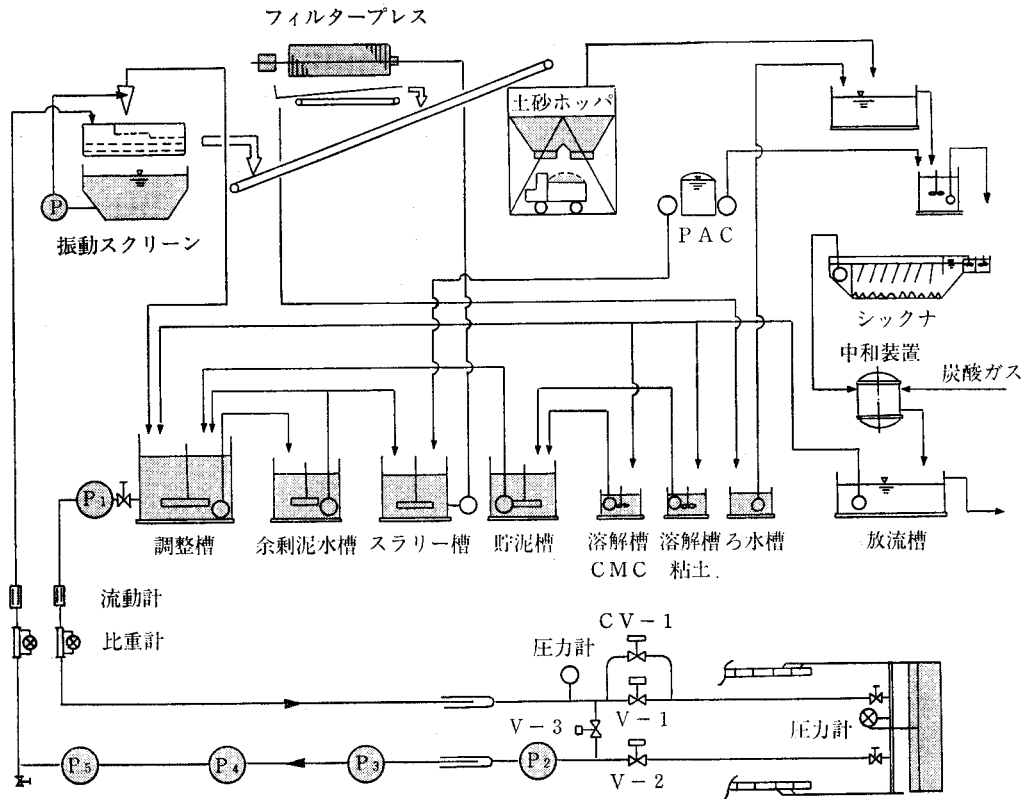 フィルタープレス
土砂ホッパ
P
振動スクリーン
PAC
シックナ
中和装置
炭酸ガス
P1
調整槽
余剰泥水槽
スラリー槽
貯泥槽
溶解槽
CMC
溶解槽
粘土
ろ水槽
放流槽
流動計
比重計
圧力計
CV-1
V-3
V-1
圧力計
P5
P4
P3
P2
V-2